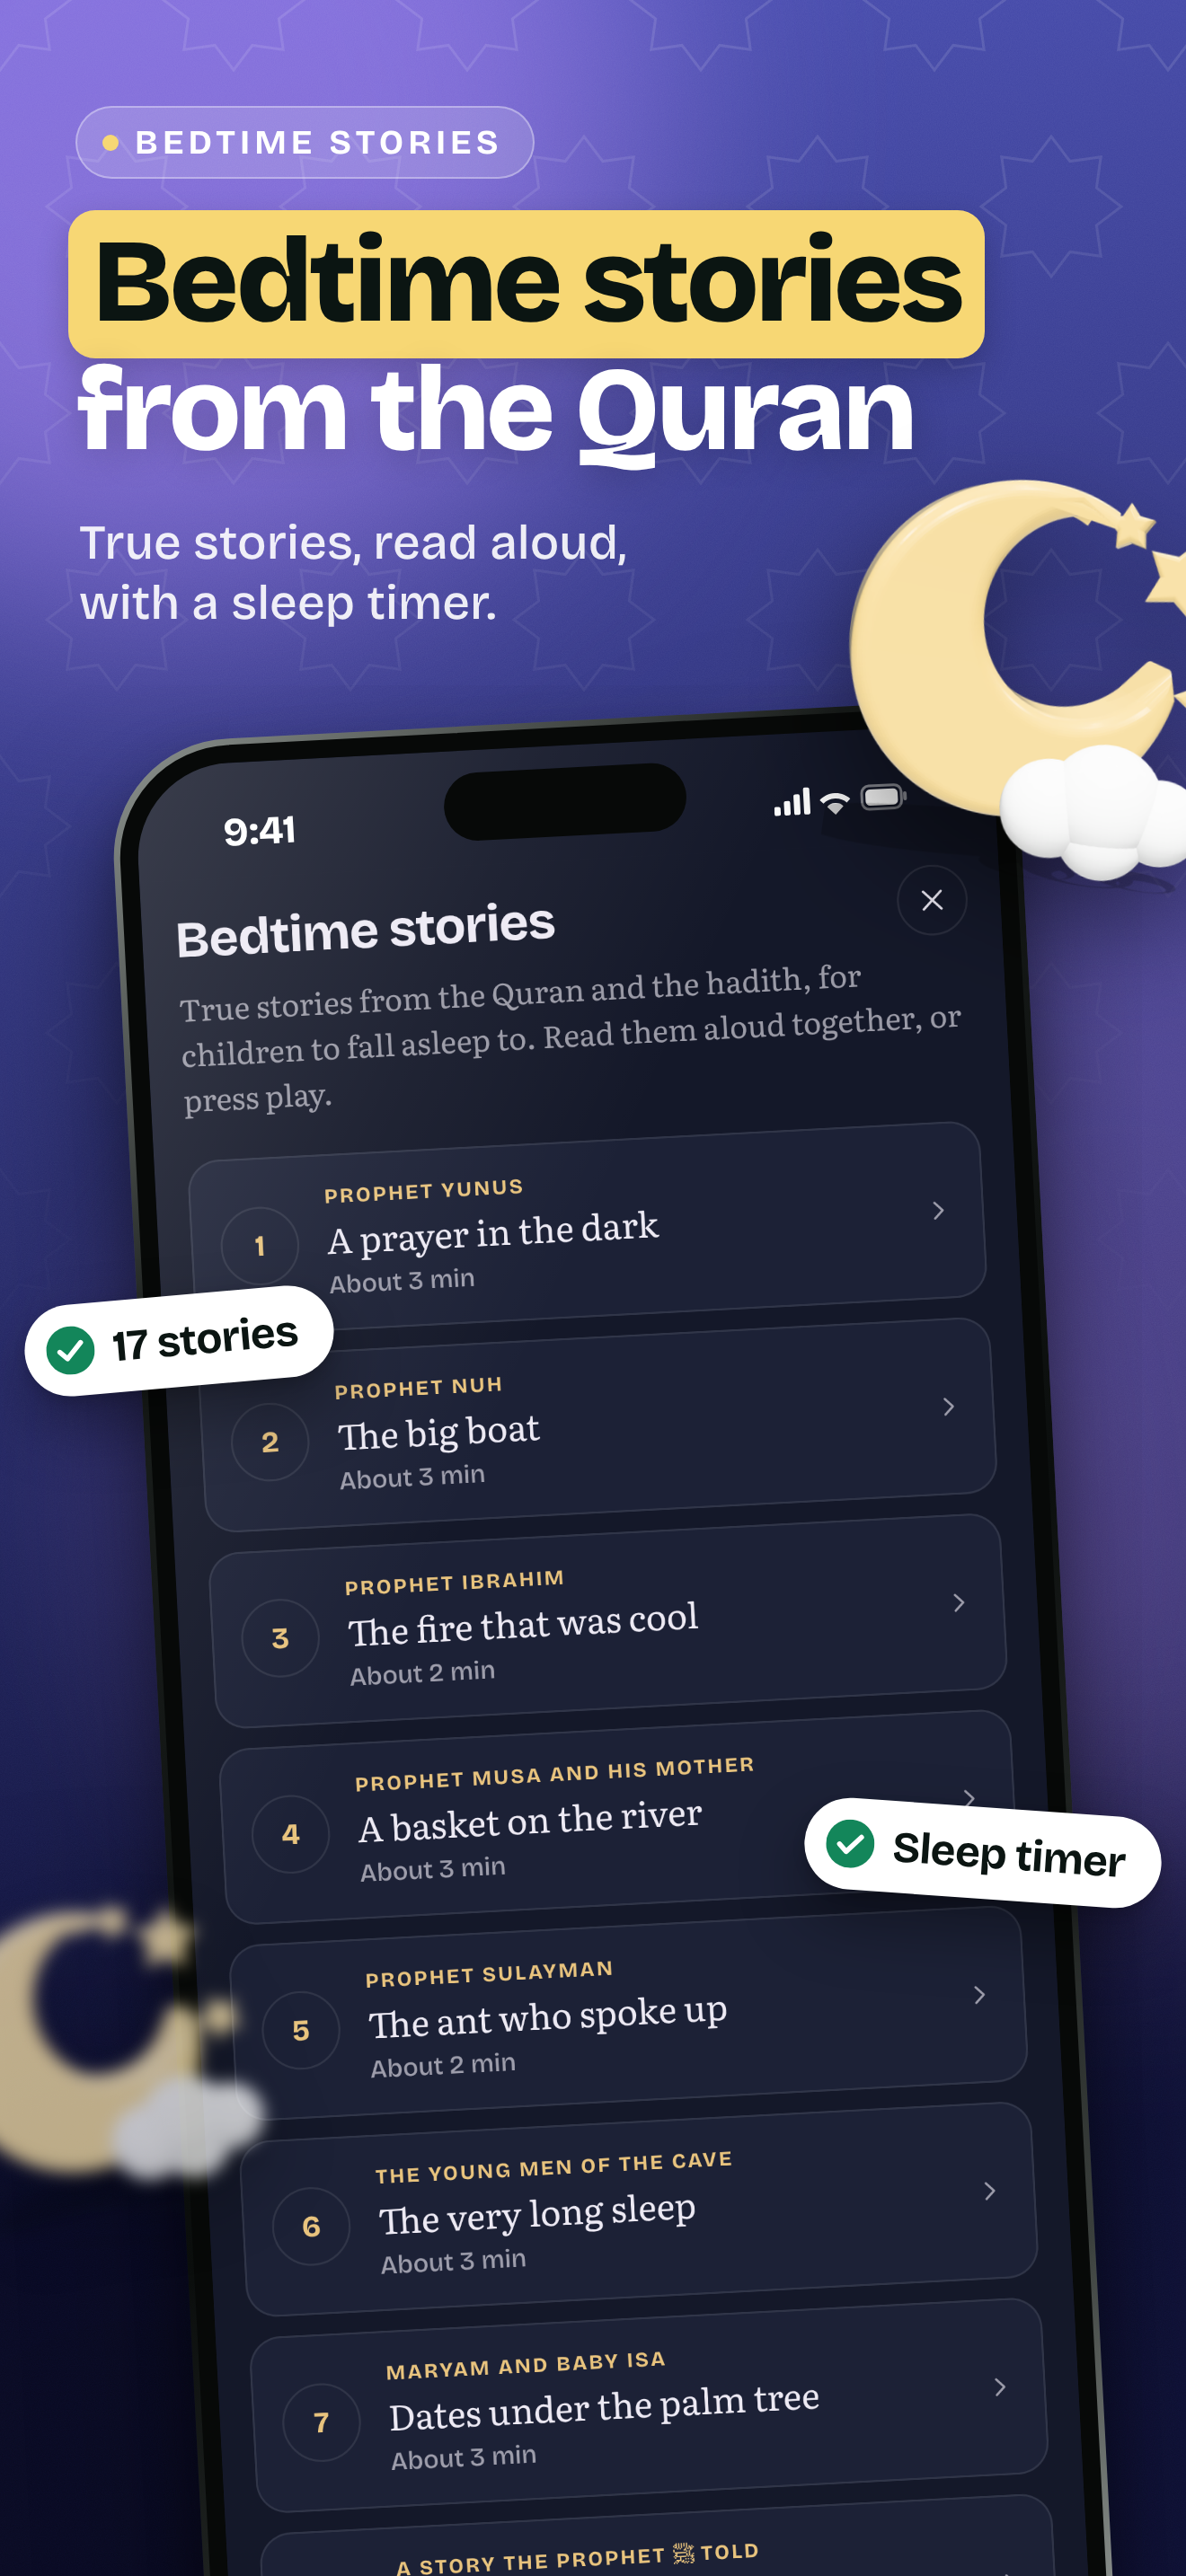 BEDTIME STORIES
Bedtime stories
from the Quran
True stories, read aloud,
with a sleep timer.
9:41
Bedtime stories
True stories from the Quran and the hadith, for
children to fall asleep to. Read them aloud together, or
press play.
PROPHET YUNUS
1
A prayer in the dark
About 3 min
17 stories
PROPHET NUH
2
The big boat
About 3 min
PROPHET IBRAHIM
3
The fire that was cool
About 2 min
PROPHET MUSA AND HIS MOTHER
4
A basket on the river
About 3 min
Sleep timer
PROPHET SULAYMAN
5
The ant who spoke up
About 2 min
THE YOUNG MEN OF THE CAVE
6
The very long sleep
About 3 min
MARYAM AND BABY ISA
7
Dates under the palm tree
About 3 min
A STORY THE PROPHET ﷺ TOLD